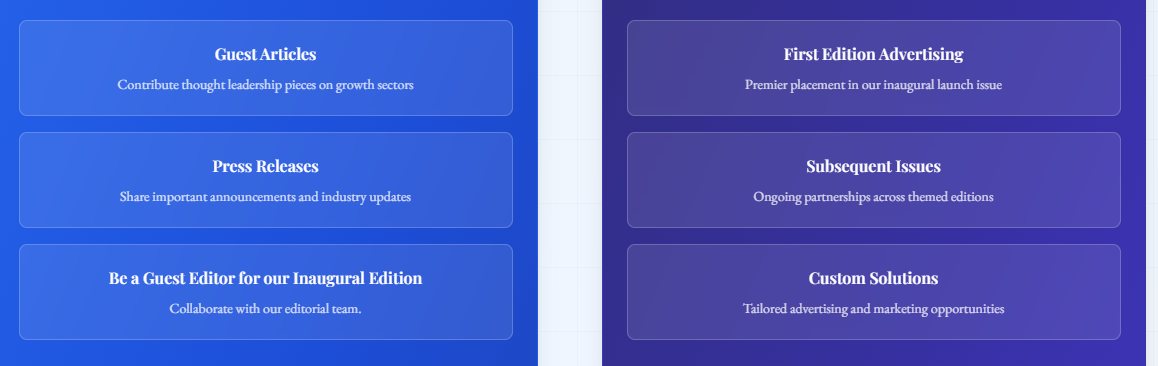 Guest Articles
Contribute thought leadership pieces on growth sectors
Press Releases
Share important announcements and industry updates
Be a Guest Editor for our Inaugural Edition
Collaborate with our editorial team.
First Edition Advertising
Premier placement in our inaugural launch issue
Subsequent Issues
Ongoing partnerships across themed editions
Custom Solutions
Tailored advertising and marketing opportunities